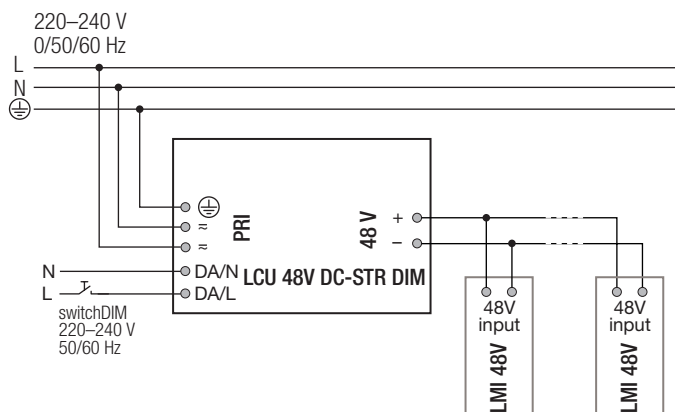 220–240 V
0/50/60 Hz
L
N
PRI
≂
≂
48 V
+
–
N
DA/N
LCU 48V DC-STR DIM
L
DA/L
switchDIM
220–240 V
50/60 Hz
48V
input
LMI 48V
48V
input
LMI 48V